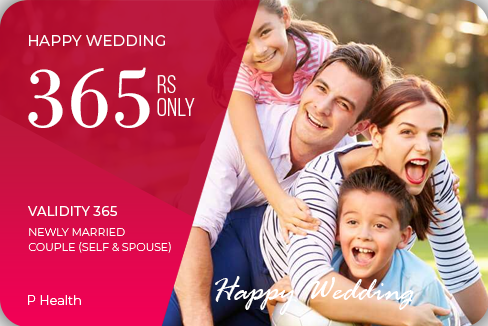 HAPPY WEDDING
365 RS ONLY
VALIDITY 365
NEWLY MARRIED
COUPLE (SELF & SPOUSE)
P Health
Happy Wedding